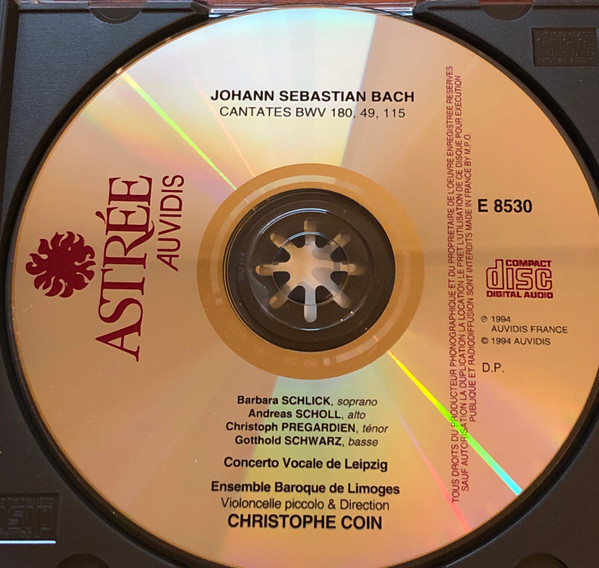 JOHANN SEBASTIAN BACH
CANTATES BWV 180, 49, 115
ASTRÉE
AUVIDIS
E 8530
COMPACT
disc
DIGITAL AUDIO
℗ 1994
AUVIDIS FRANCE
© 1994 AUVIDIS
D.P.
TOUS DROITS DU PRODUCTEUR PHONOGRAPHIQUE ET DU PROPRIETAIRE DE L'OEUVRE ENREGISTREE RESERVES
SAUF AUTORISATION LA DUPLICATION LA LOCATION LE PRET L'UTILISATION DE CE DISQUE POUR EXECUTION
PUBLIQUE ET RADIODIFFUSION SONT INTERDITS MADE IN FRANCE BY M.P.O.
Barbara SCHLICK, soprano
Andreas SCHOLL, alto
Christoph PREGARDIEN, ténor
Gotthold SCHWARZ, basse
Concerto Vocale de Leipzig
Ensemble Baroque de Limoges
Violoncelle piccolo & Direction
CHRISTOPHE COIN